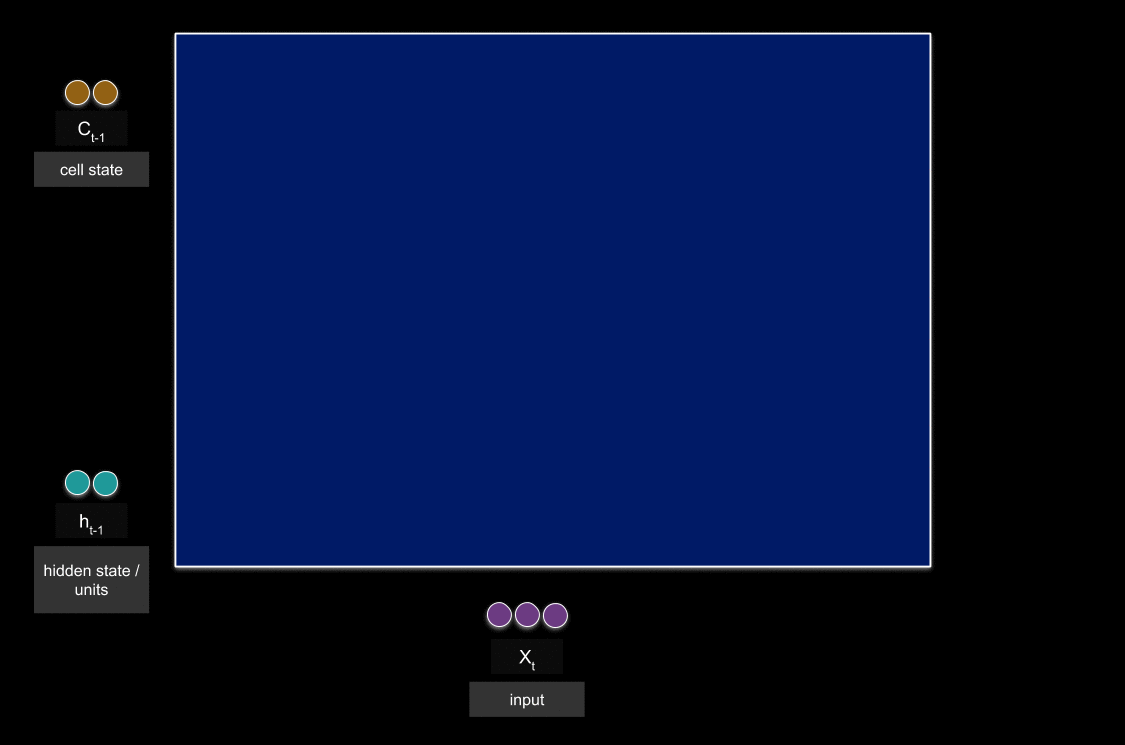 C t-1
cell state
h t-1
hidden state /
units
X t
input